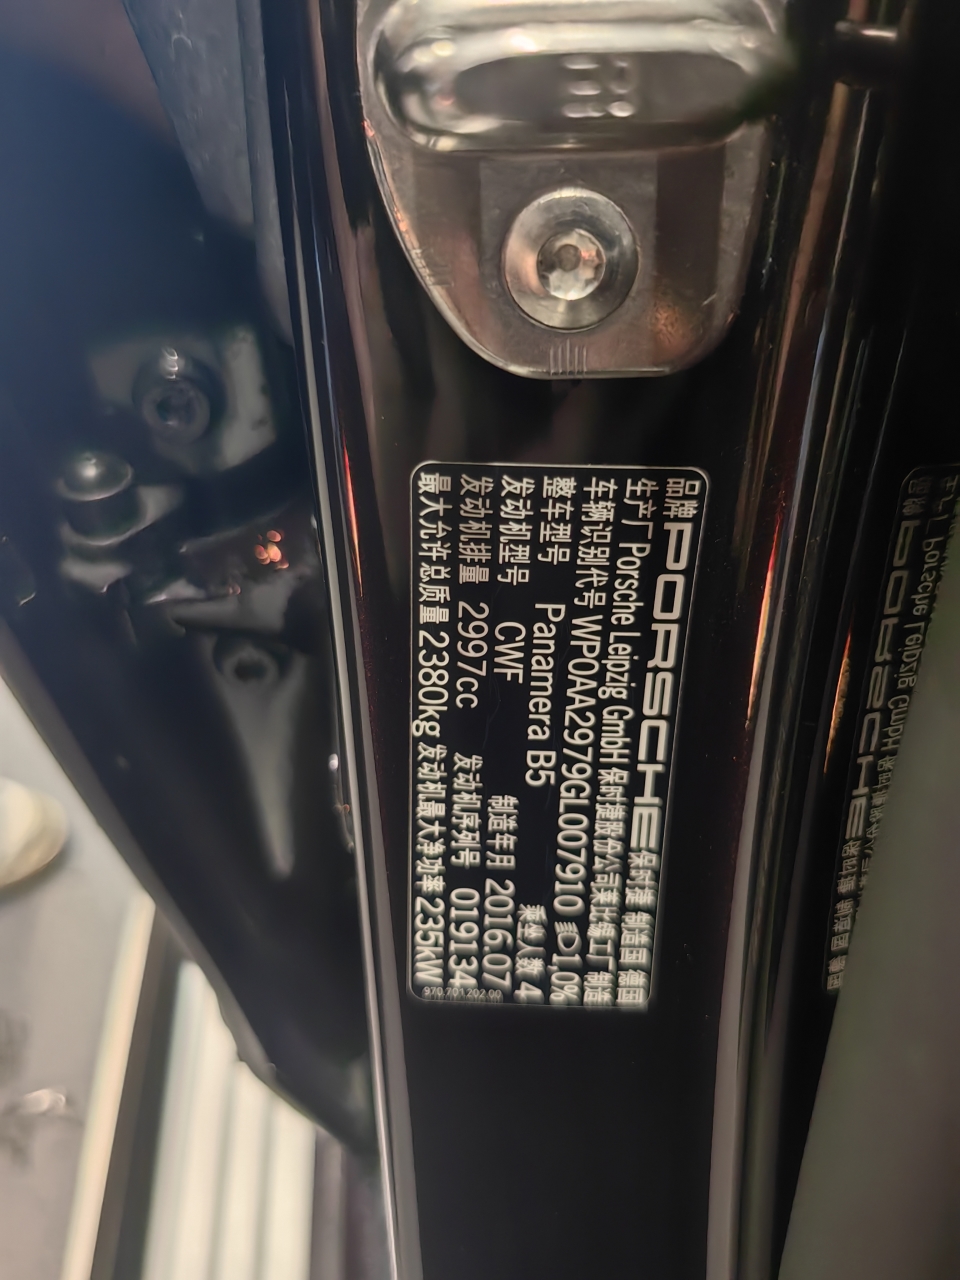 品牌 PORSCHE 保时捷 制造国 德国
生产厂 Porsche Leipzig GmbH 保时捷股份公司莱比锡工厂 制造
车辆识别代号 WP0AA2979GL007910 1,0%
整车型号 Panamera B5 乘坐人数 4
发动机型号 CWF 制造年月 2016.07
发动机排量 2997cc 发动机序列号 019134
最大允许总质量 2380kg 发动机最大净功率 235kW
970.701.202.00